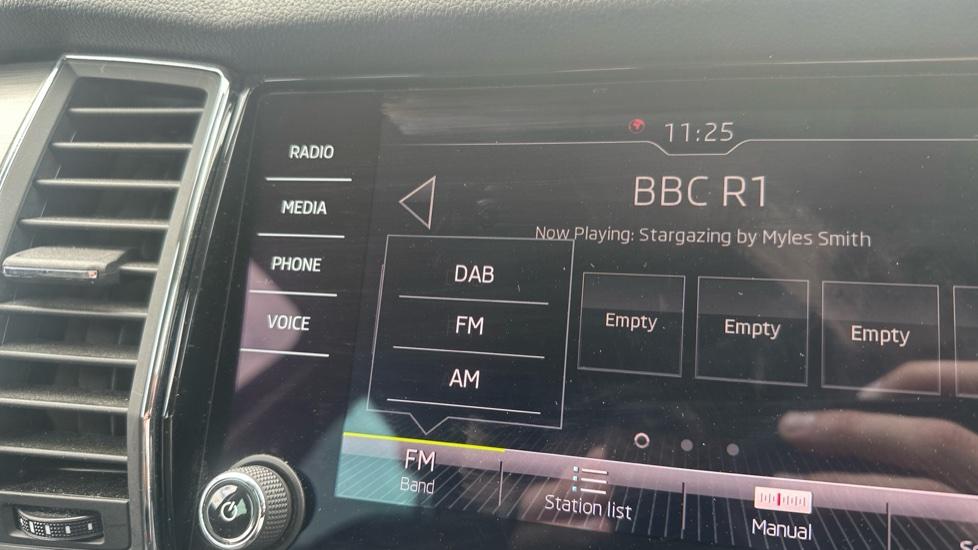 11:25
RADIO
BBC R1
MEDIA
Now Playing: Stargazing by Myles Smith
PHONE
VOICE
DAB
FM
AM
Empty
Empty
Empty
FM
Band
Station list
Manual